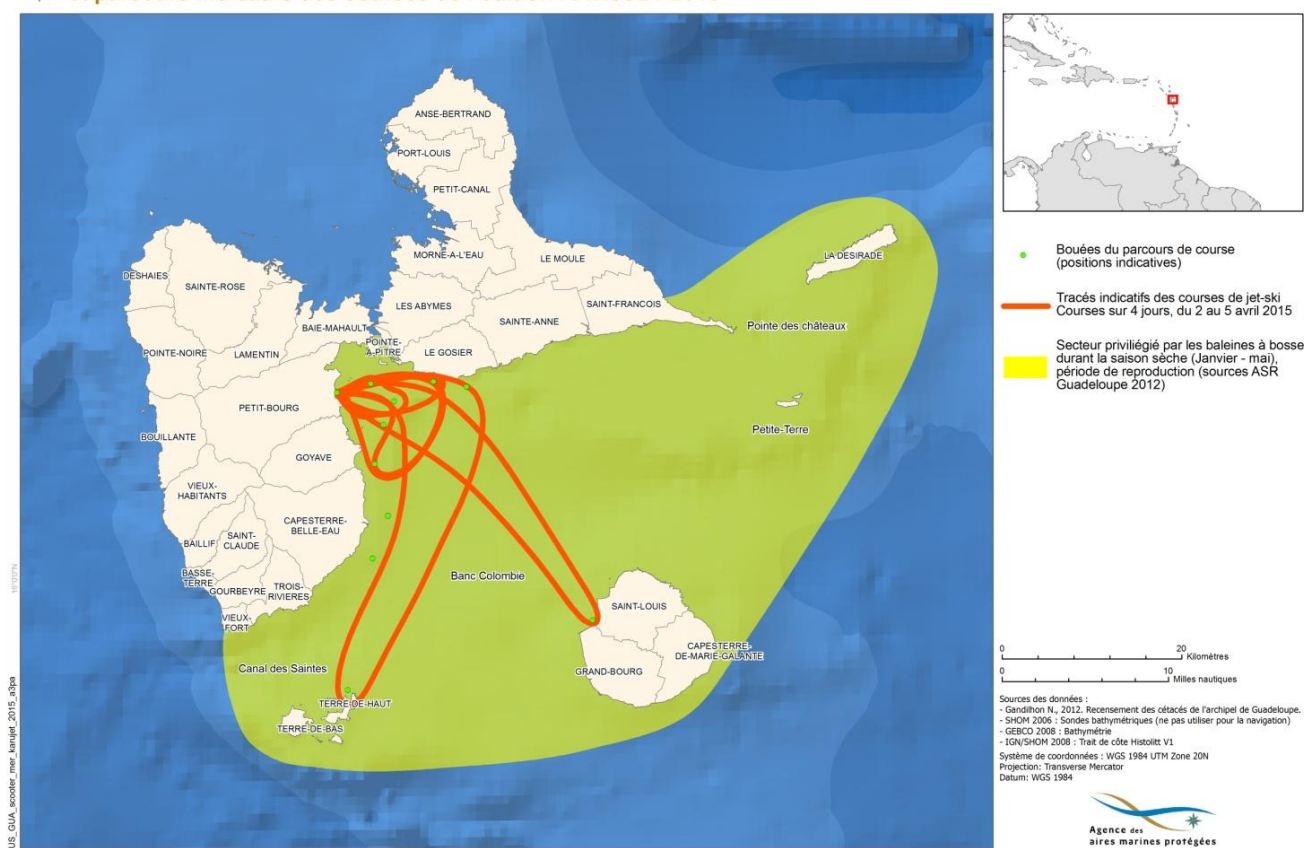 ANSE-BERTRAND
PORT-LOUIS
PETIT-CANAL
MORNE-A-L'EAU
LE MOULE
LA DESIRADE
DESHAIES
SAINTE-ROSE
LES ABYMES
SAINT-FRANCOIS
SAINTE-ANNE
BAIE-MAHAULT
POINTE-
A-PITRE
LE GOSIER
Pointe des châteaux
POINTE-NOIRE
LAMENTIN
PETIT-BOURG
Petite-Terre
BOUILLANTE
GOYAVE
VIEUX-
HABITANTS
CAPESTERRE-
BELLE-EAU
BAILLIF
SAINT-
CLAUDE
BASSE-
TERRE
GOURBEYRE
TROIS-
RIVIERES
VIEUX-
FORT
Banc Colombie
SAINT-LOUIS
CAPESTERRE-
DE-MARIE-GALANTE
GRAND-BOURG
Canal des Saintes
TERRE-DE-HAUT
TERRE-DE-BAS
16°0'0"N
US_GUA_scooter_mer_karujet_2015_a3pa
Bouées du parcours de course
(positions indicatives)
Tracés indicatifs des courses de jet-ski
Courses sur 4 jours, du 2 au 5 avril 2015
Secteur priviliégié par les baleines à bosse
durant la saison sèche (Janvier - mai),
période de reproduction (sources ASR
Guadeloupe 2012)
0 20
Kilomètres
0 10
Milles nautiques
Sources des données :
- Gandilhon N., 2012. Recensement des cétacés de l'archipel de Guadeloupe.
- SHOM 2006 : Sondes bathymétriques (ne pas utiliser pour la navigation)
- GEBCO 2008 : Bathymétrie
- IGN/SHOM 2008 : Trait de côte Histolitt V1
Système de coordonnées : WGS 1984 UTM Zone 20N
Projection: Transverse Mercator
Datum: WGS 1984
Agence des
aires marines protégées